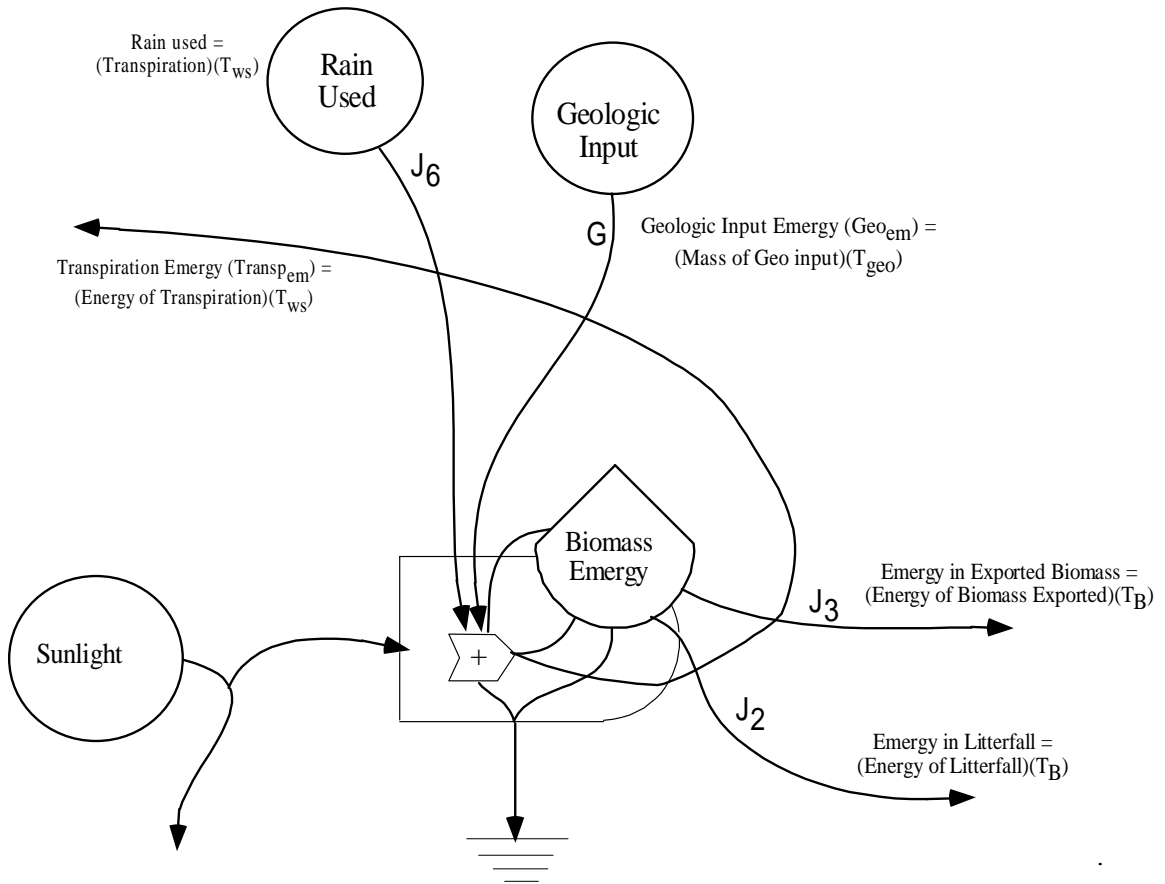 Rain used =
(Transpiration)(Tws)
Rain
Used
Geologic
Input
J6
G
Geologic Input Emergy (Geoem) =
(Mass of Geo input)(Tgeo)
Transpiration Emergy (Transpem) =
(Energy of Transpiration)(Tws)
Biomass
Emergy
Sunlight
+
J3
Emergy in Exported Biomass =
(Energy of Biomass Exported)(TB)
J2
Emergy in Litterfall =
(Energy of Litterfall)(TB)
.